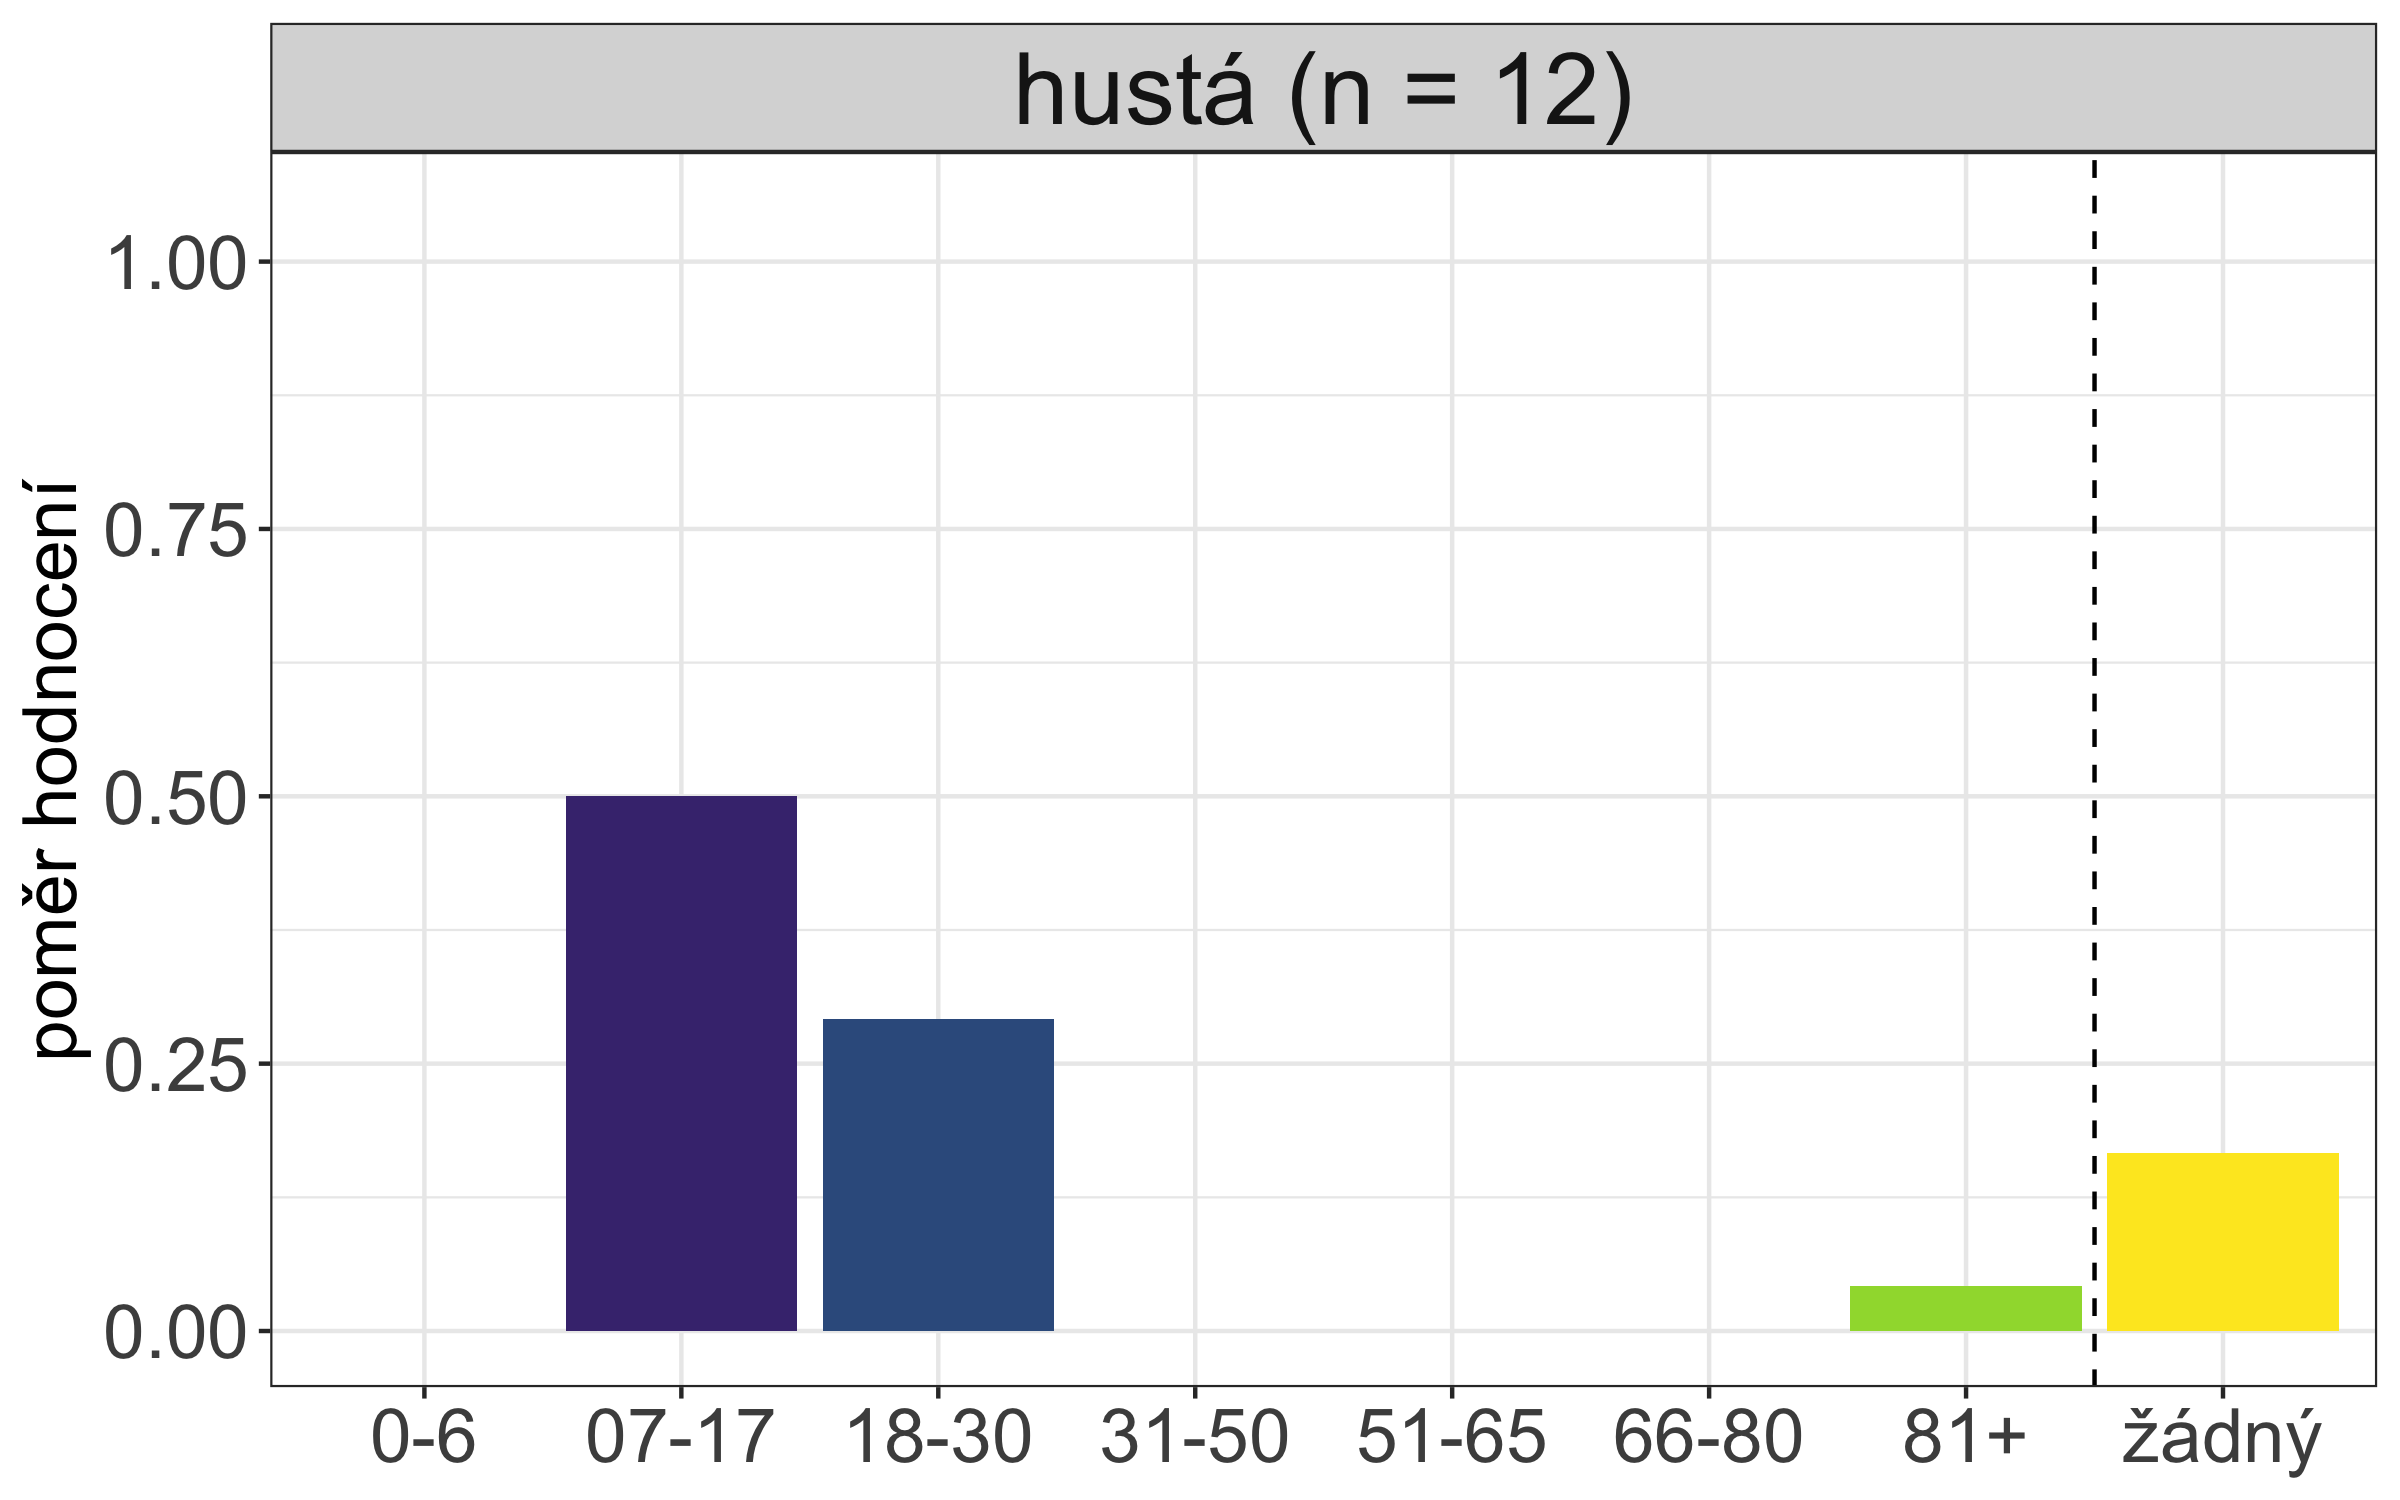 hustá (n = 12)
poměr hodnocení
1.00
0.75
0.50
0.25
0.00
0-6 07-17 18-30 31-50 51-65 66-80 81+ žádný